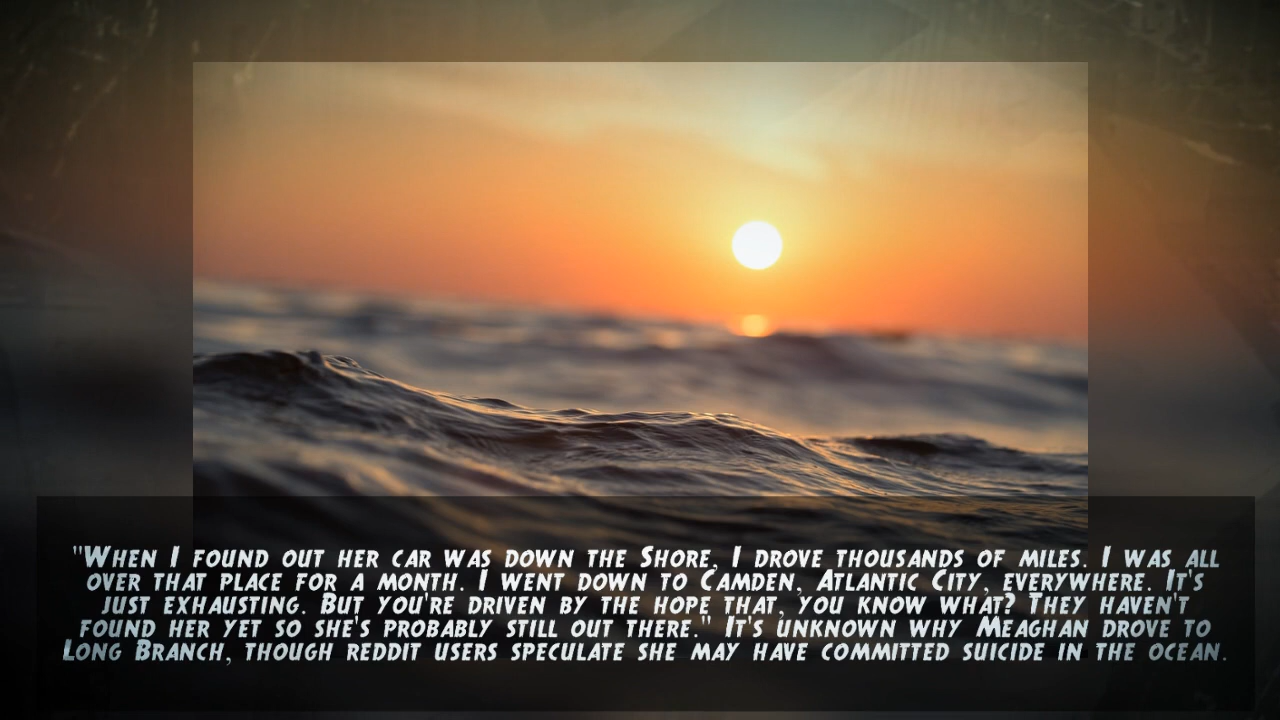 "When I found out her car was down the Shore, I drove thousands of miles. I was all
over that place for a month. I went down to Camden, Atlantic City, everywhere. It's
just exhausting. But you're driven by the hope that, you know what? They haven't
found her yet so she's probably still out there." It's unknown why Meaghan drove to
Long Branch, though reddit users speculate she may have committed suicide in the ocean.